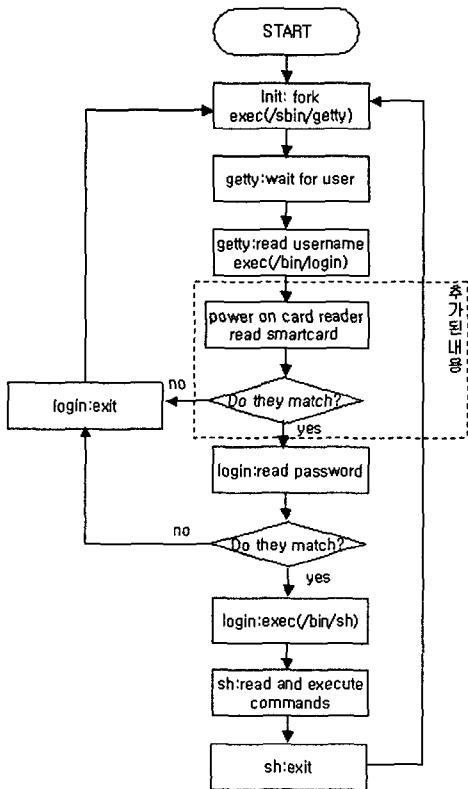 START
Init: fork
exec(/sbin/getty)
getty:wait for user
getty:read username
exec(/bin/login)
추가된 내용
power on card reader
read smartcard
no
login:exit
Do they match?
yes
login:read password
no
Do they match?
yes
login:exec(/bin/sh)
sh:read and execute
commands
sh:exit